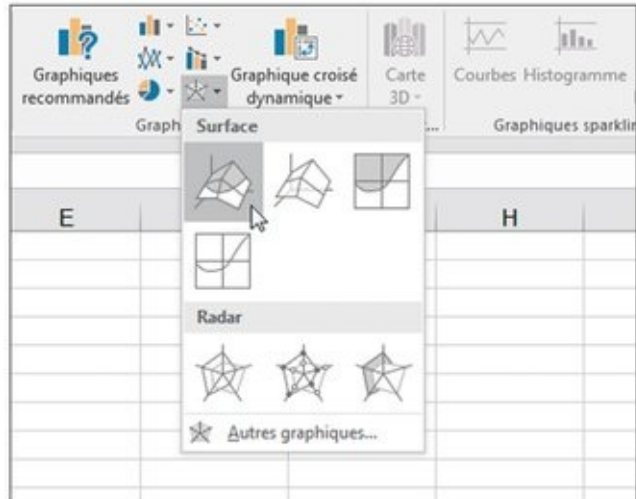 Graphiques
recommandés
Graphique croisé
dynamique
Carte
3D
Courbes Histogramme
Graph
...
Graphiques sparklin
Surface
E
H
Radar
Autres graphiques...